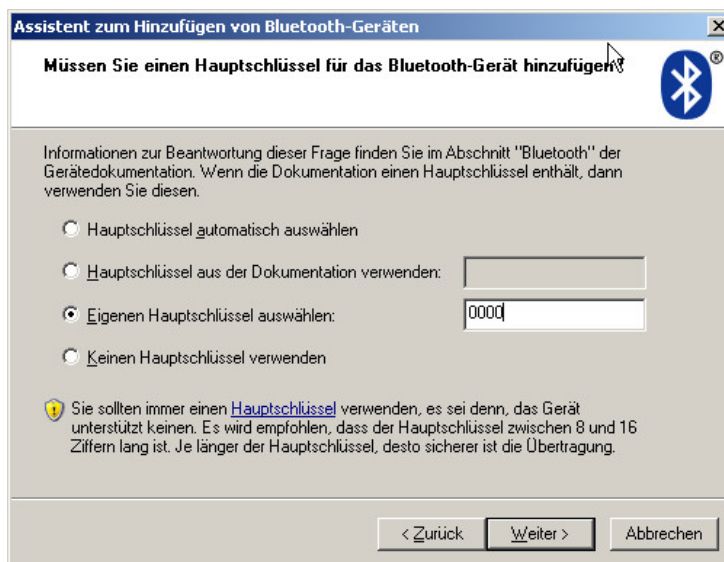 Assistent zum Hinzufügen von Bluetooth-Geräten
Müssen Sie einen Hauptschlüssel für das Bluetooth-Gerät hinzufügen?
®
Informationen zur Beantwortung dieser Frage finden Sie im Abschnitt "Bluetooth" der
Gerätedokumentation. Wenn die Dokumentation einen Hauptschlüssel enthält, dann
verwenden Sie diesen.
Hauptschlüssel automatisch auswählen
Hauptschlüssel aus der Dokumentation verwenden:
Eigenen Hauptschlüssel auswählen: 0000
Keinen Hauptschlüssel verwenden
Sie sollten immer einen Hauptschlüssel verwenden, es sei denn, das Gerät
unterstützt keinen. Es wird empfohlen, dass der Hauptschlüssel zwischen 8 und 16
Ziffern lang ist. Je länger der Hauptschlüssel, desto sicherer ist die Übertragung.
< Zurück Weiter > Abbrechen